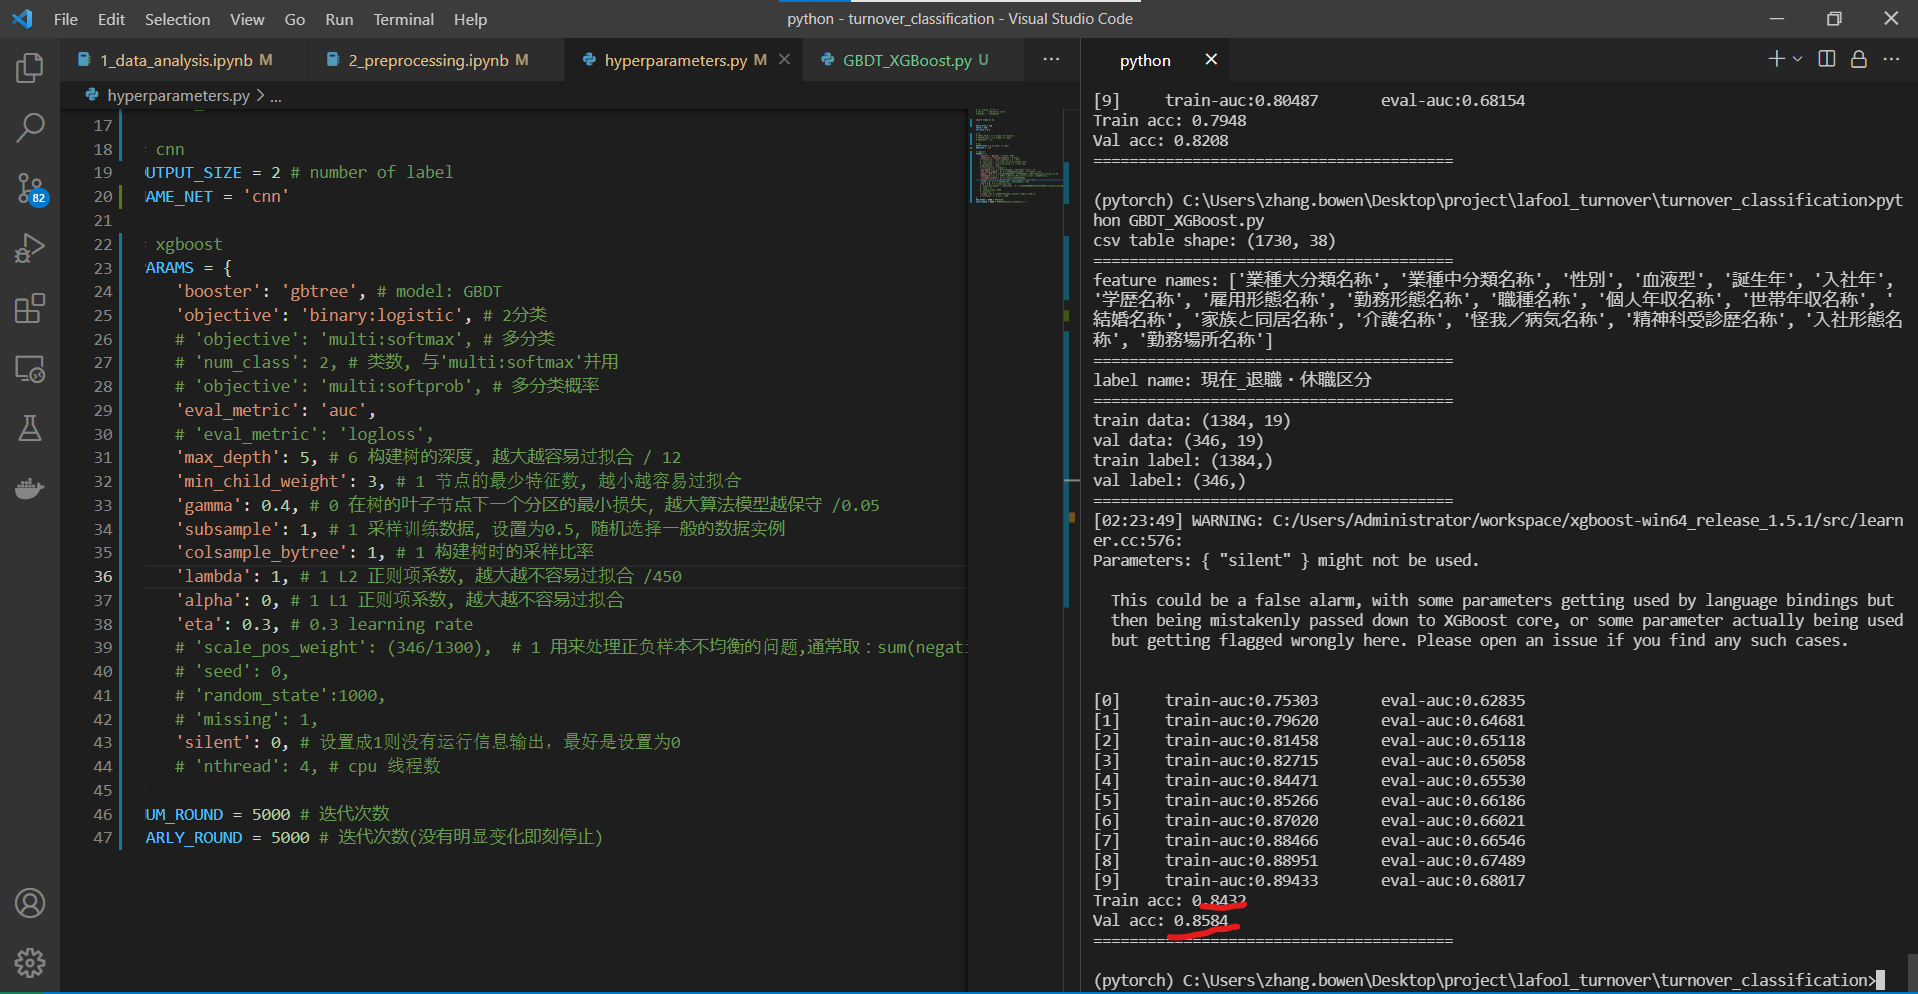 File Edit Selection View Go Run Terminal Help
python - turnover_classification - Visual Studio Code
1_data_analysis.ipynb M
2_preprocessing.ipynb M
hyperparameters.py M
GBDT_XGBoost.py U
python
hyperparameters.py > ...
82
17
18 cnn
19 UTPUT_SIZE = 2 # number of label
20 AME_NET = 'cnn'
21
22 xgboost
23 ARAMS = {
24 'booster': 'gbtree', # model: GBDT
25 'objective': 'binary:logistic', # 2分类
26 # 'objective': 'multi:softmax', # 多分类
27 # 'num_class': 2, # 类数, 与'multi:softmax'并用
28 # 'objective': 'multi:softprob', # 多分类概率
29 'eval_metric': 'auc',
30 # 'eval_metric': 'logloss',
31 'max_depth': 5, # 6 构建树的深度, 越大越容易过拟合 / 12
32 'min_child_weight': 3, # 1 节点的最少特征数, 越小越容易过拟合
33 'gamma': 0.4, # 0 在树的叶子节点下一个分区的最小损失, 越大算法模型越保守 /0.05
34 'subsample': 1, # 1 采样训练数据, 设置为0.5, 随机选择一般的数据实例
35 'colsample_bytree': 1, # 1 构建树时的采样比率
36 'lambda': 1, # 1 L2 正则项系数, 越大越不容易过拟合 /450
37 'alpha': 0, # 1 L1 正则项系数, 越大越不容易过拟合
38 'eta': 0.3, # 0.3 learning rate
39 # 'scale_pos_weight': (346/1300), # 1 用来处理正负样本不均衡的问题,通常取：sum(negati
40 # 'seed': 0,
41 # 'random_state':1000,
42 # 'missing': 1,
43 'silent': 0, # 设置成1则没有运行信息输出，最好是设置为0
44 # 'nthread': 4, # cpu 线程数
45
46 UM_ROUND = 5000 # 迭代次数
47 ARLY_ROUND = 5000 # 迭代次数(没有明显变化即刻停止)
[9] train-auc:0.80487 eval-auc:0.68154
Train acc: 0.7948
Val acc: 0.8208
========================================
(pytorch) C:\Users\zhang.bowen\Desktop\project\lafool_turnover\turnover_classification>pyt
hon GBDT_XGBoost.py
csv table shape: (1730, 38)
========================================
feature names: ['業種大分類名称', '業種中分類名称', '性別', '血液型', '誕生年', '入社年',
'学歴名称', '雇用形態名称', '勤務形態名称', '職種名称', '個人年収名称', '世帯年収名称', '
結婚名称', '家族と同居名称', '介護名称', '怪我／病気名称', '精神科受診歴名称', '入社形態名
称', '勤務場所名称']
========================================
label name: 現在_退職・休職区分
========================================
train data: (1384, 19)
val data: (346, 19)
train label: (1384,)
val label: (346,)
========================================
[02:23:49] WARNING: C:/Users/Administrator/workspace/xgboost-win64_release_1.5.1/src/learn
er.cc:576:
Parameters: { "silent" } might not be used.
This could be a false alarm, with some parameters getting used by language bindings but
then being mistakenly passed down to XGBoost core, or some parameter actually being used
but getting flagged wrongly here. Please open an issue if you find any such cases.
[0] train-auc:0.75303 eval-auc:0.62835
[1] train-auc:0.79620 eval-auc:0.64681
[2] train-auc:0.81458 eval-auc:0.65118
[3] train-auc:0.82715 eval-auc:0.65058
[4] train-auc:0.84471 eval-auc:0.65530
[5] train-auc:0.85266 eval-auc:0.66186
[6] train-auc:0.87020 eval-auc:0.66021
[7] train-auc:0.88466 eval-auc:0.66546
[8] train-auc:0.88951 eval-auc:0.67489
[9] train-auc:0.89433 eval-auc:0.68017
Train acc: 0.8432
Val acc: 0.8584
========================================
(pytorch) C:\Users\zhang.bowen\Desktop\project\lafool_turnover\turnover_classification>